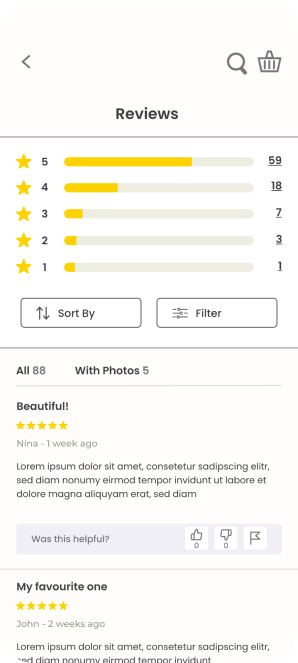 Reviews
5 59
4 18
3 7
2 3
1 1
Sort By Filter
All 88 With Photos 5
Beautiful!
Nina - 1 week ago
Lorem ipsum dolor sit amet, consetetur sadipscing elitr,
sed diam nonumy eirmod tempor invidunt ut labore et
dolore magna aliquyam erat, sed diam
Was this helpful? 0 0
My favourite one
John - 2 weeks ago
Lorem ipsum dolor sit amet, consetetur sadipscing elitr,
sed diam nonumy eirmod tempor invidunt ut labore et